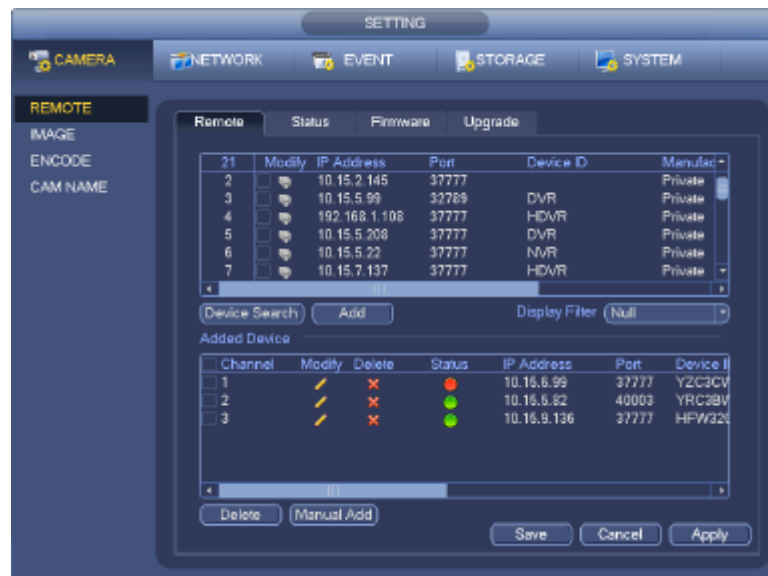 SETTING
CAMERA NETWORK EVENT STORAGE SYSTEM
REMOTE
IMAGE
ENCODE
CAM NAME
Remote Status Firmware Upgrade
21 Modify IP Address Port Device ID Manufac
2 10.15.2.145 37777 Private
3 10.15.5.99 32789 DVR Private
4 192.168.1.108 37777 HDVR Private
5 10.15.5.208 37777 DVR Private
6 10.15.5.22 37777 NVR Private
7 10.15.7.137 37777 HDVR Private
Device Search Add Display Filter Null
Added Device
Channel Modify Delete Status IP Address Port Device I
1 10.15.6.99 37777 YZC3CV
2 10.15.5.82 40003 YRC3BV
3 10.15.9.136 37777 HFW320
Delete Manual Add
Save Cancel Apply